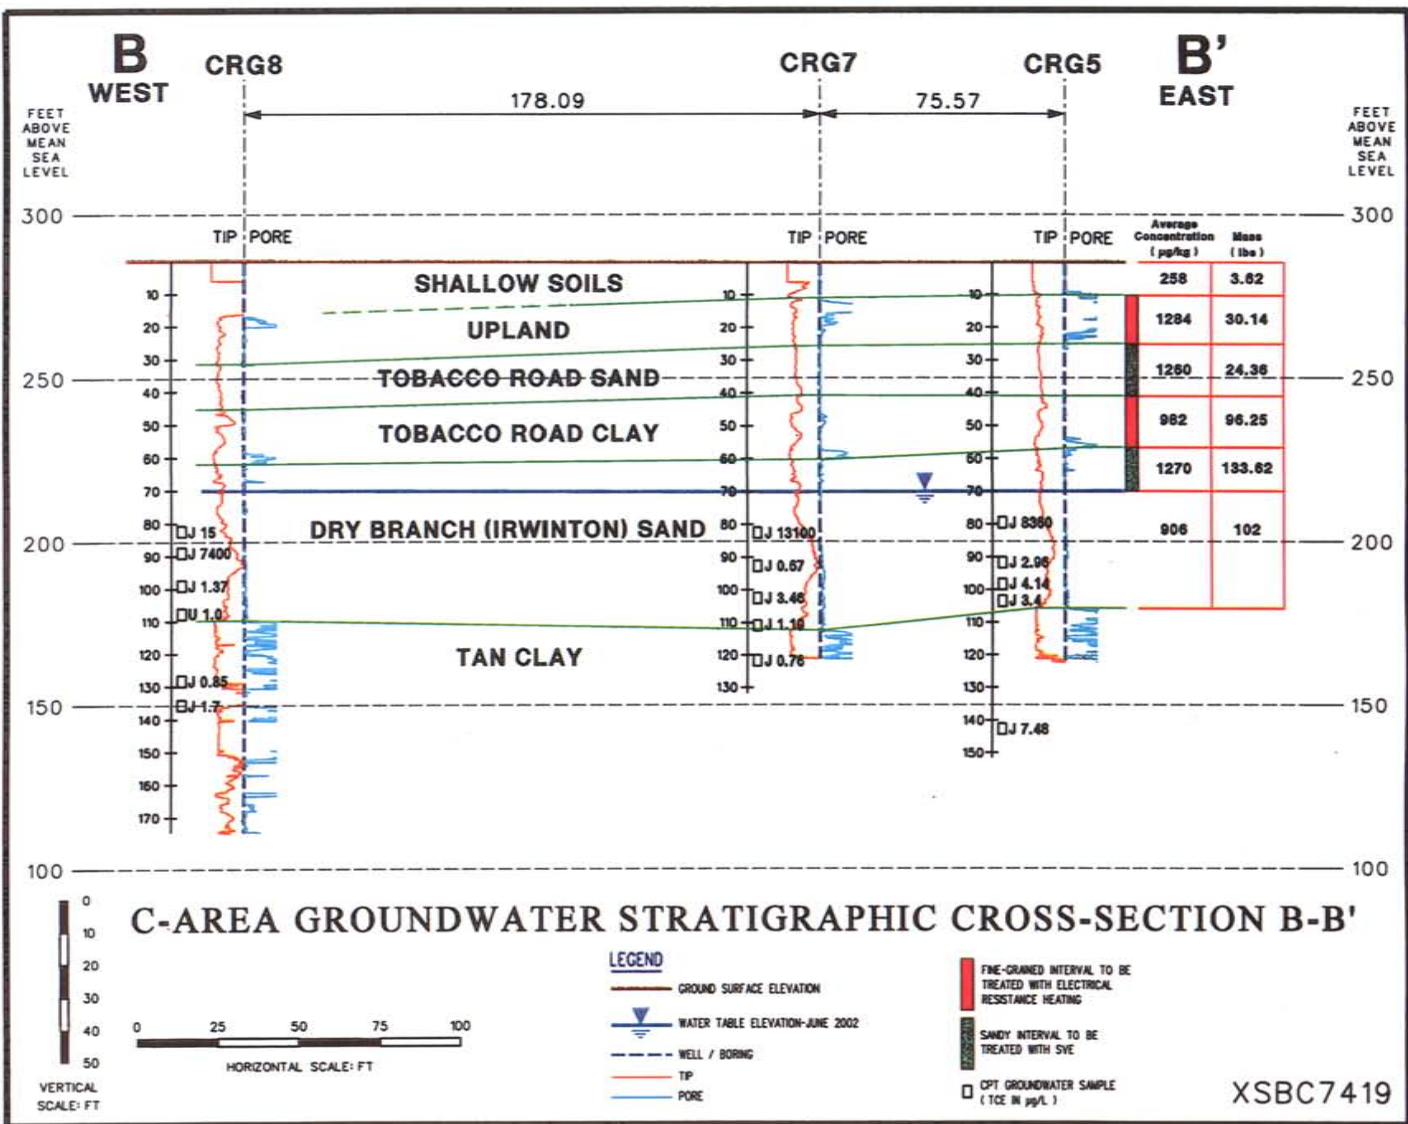 B
WEST
CRG8
CRG7
CRG5
B'
EAST
178.09
75.57
FEET
ABOVE
MEAN
SEA
LEVEL
FEET
ABOVE
MEAN
SEA
LEVEL
300
300
TIP PORE
TIP PORE
TIP PORE
Average
Concentration
( µg/kg )
Mass
( lbs )
SHALLOW SOILS
258
3.62
UPLAND
1284
30.14
250
TOBACCO ROAD SAND
1260
24.36
250
TOBACCO ROAD CLAY
982
96.25
1270
133.62
DRY BRANCH (IRWINTON) SAND
906
102
200
200
TAN CLAY
150
150
100
100
10
20
30
40
50
60
70
80
90
100
110
120
130
140
150
160
170
J 15
J 7400
J 1.37
U 1.0
J 0.85
J 1.7
10
20
30
40
50
60
70
80
90
100
110
120
130
J 13100
J 0.67
J 3.46
J 1.19
J 0.76
10
20
30
40
50
60
70
80
90
100
110
120
130
140
150
J 8360
J 2.96
J 4.14
J 3.4
J 7.48
C-AREA GROUNDWATER STRATIGRAPHIC CROSS-SECTION B-B'
0
10
20
30
40
50
VERTICAL
SCALE: FT
0 25 50 75 100
HORIZONTAL SCALE: FT
LEGEND
GROUND SURFACE ELEVATION
WATER TABLE ELEVATION-JUNE 2002
WELL / BORING
TIP
PORE
FINE-GRAINED INTERVAL TO BE
TREATED WITH ELECTRICAL
RESISTANCE HEATING
SANDY INTERVAL TO BE
TREATED WITH SVE
CPT GROUNDWATER SAMPLE
( TCE IN µg/L )
XSBC7419